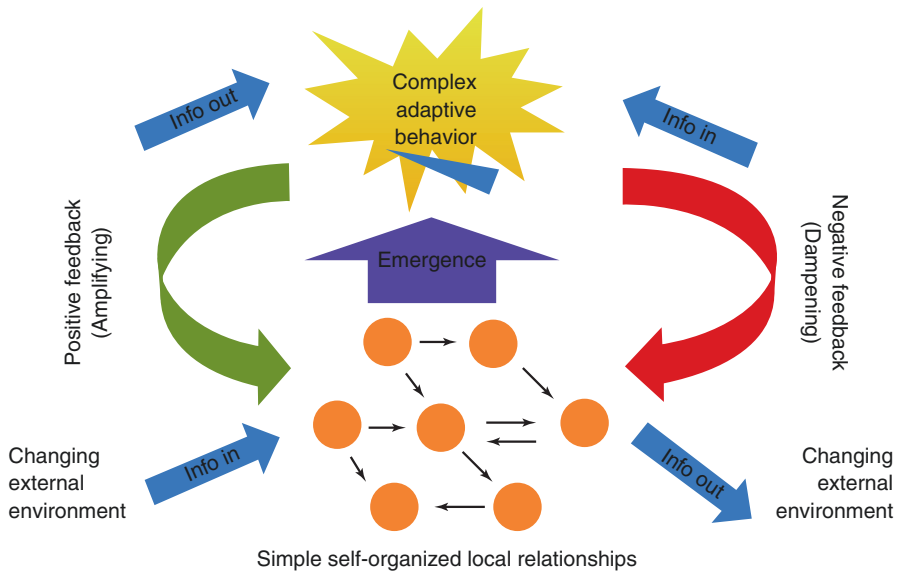 Complex
adaptive
behavior
Info out
Info in
Positive feedback
(Amplifying)
Negative feedback
(Dampening)
Emergence
Changing
external
environment
Info in
Info out
Changing
external
environment
Simple self-organized local relationships